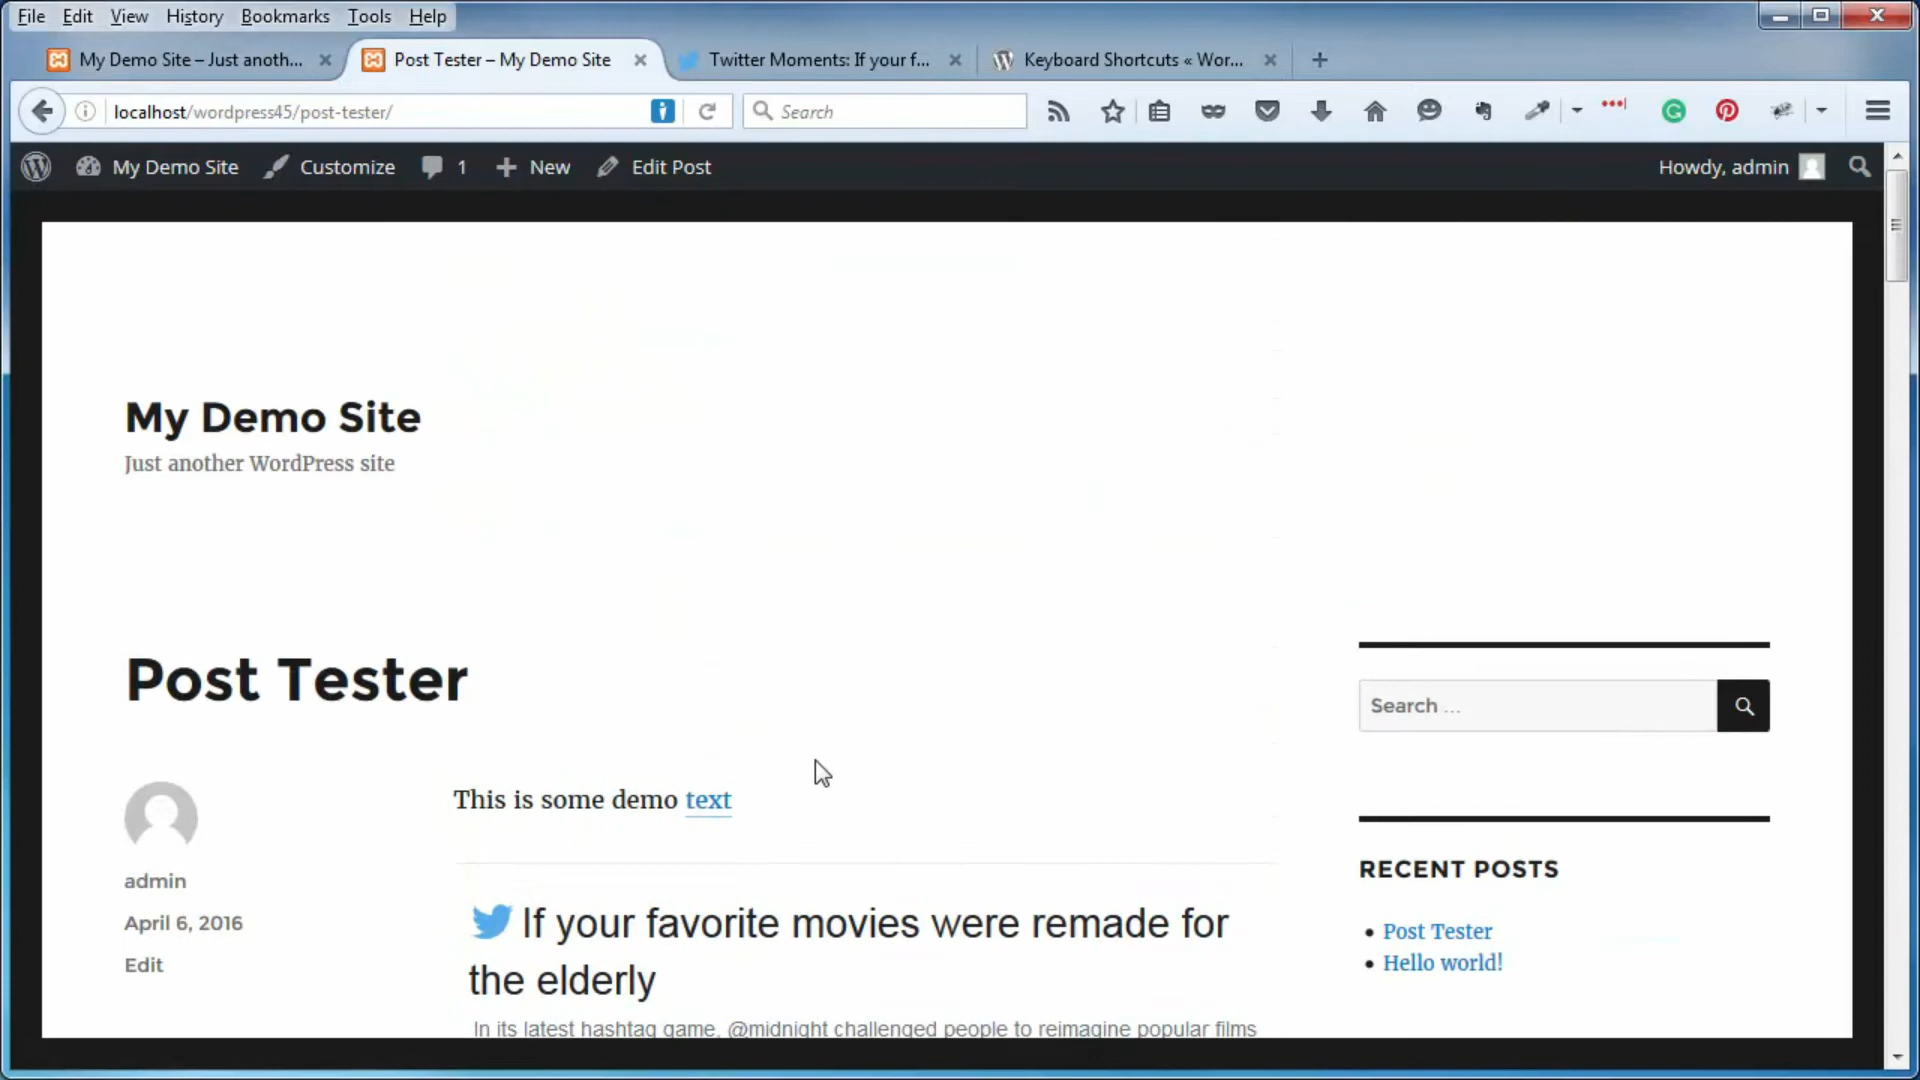 File Edit View History Bookmarks Tools Help
My Demo Site – Just anoth... Post Tester – My Demo Site Twitter Moments: If your f... Keyboard Shortcuts « Wor...
localhost/wordpress45/post-tester/ Search
My Demo Site Customize 1 New Edit Post Howdy, admin
My Demo Site
Just another WordPress site
Post Tester
Search ...
This is some demo text
admin
April 6, 2016
Edit
If your favorite movies were remade for
the elderly
In its latest hashtag game, @midnight challenged people to reimagine popular films
RECENT POSTS
Post Tester
Hello world!